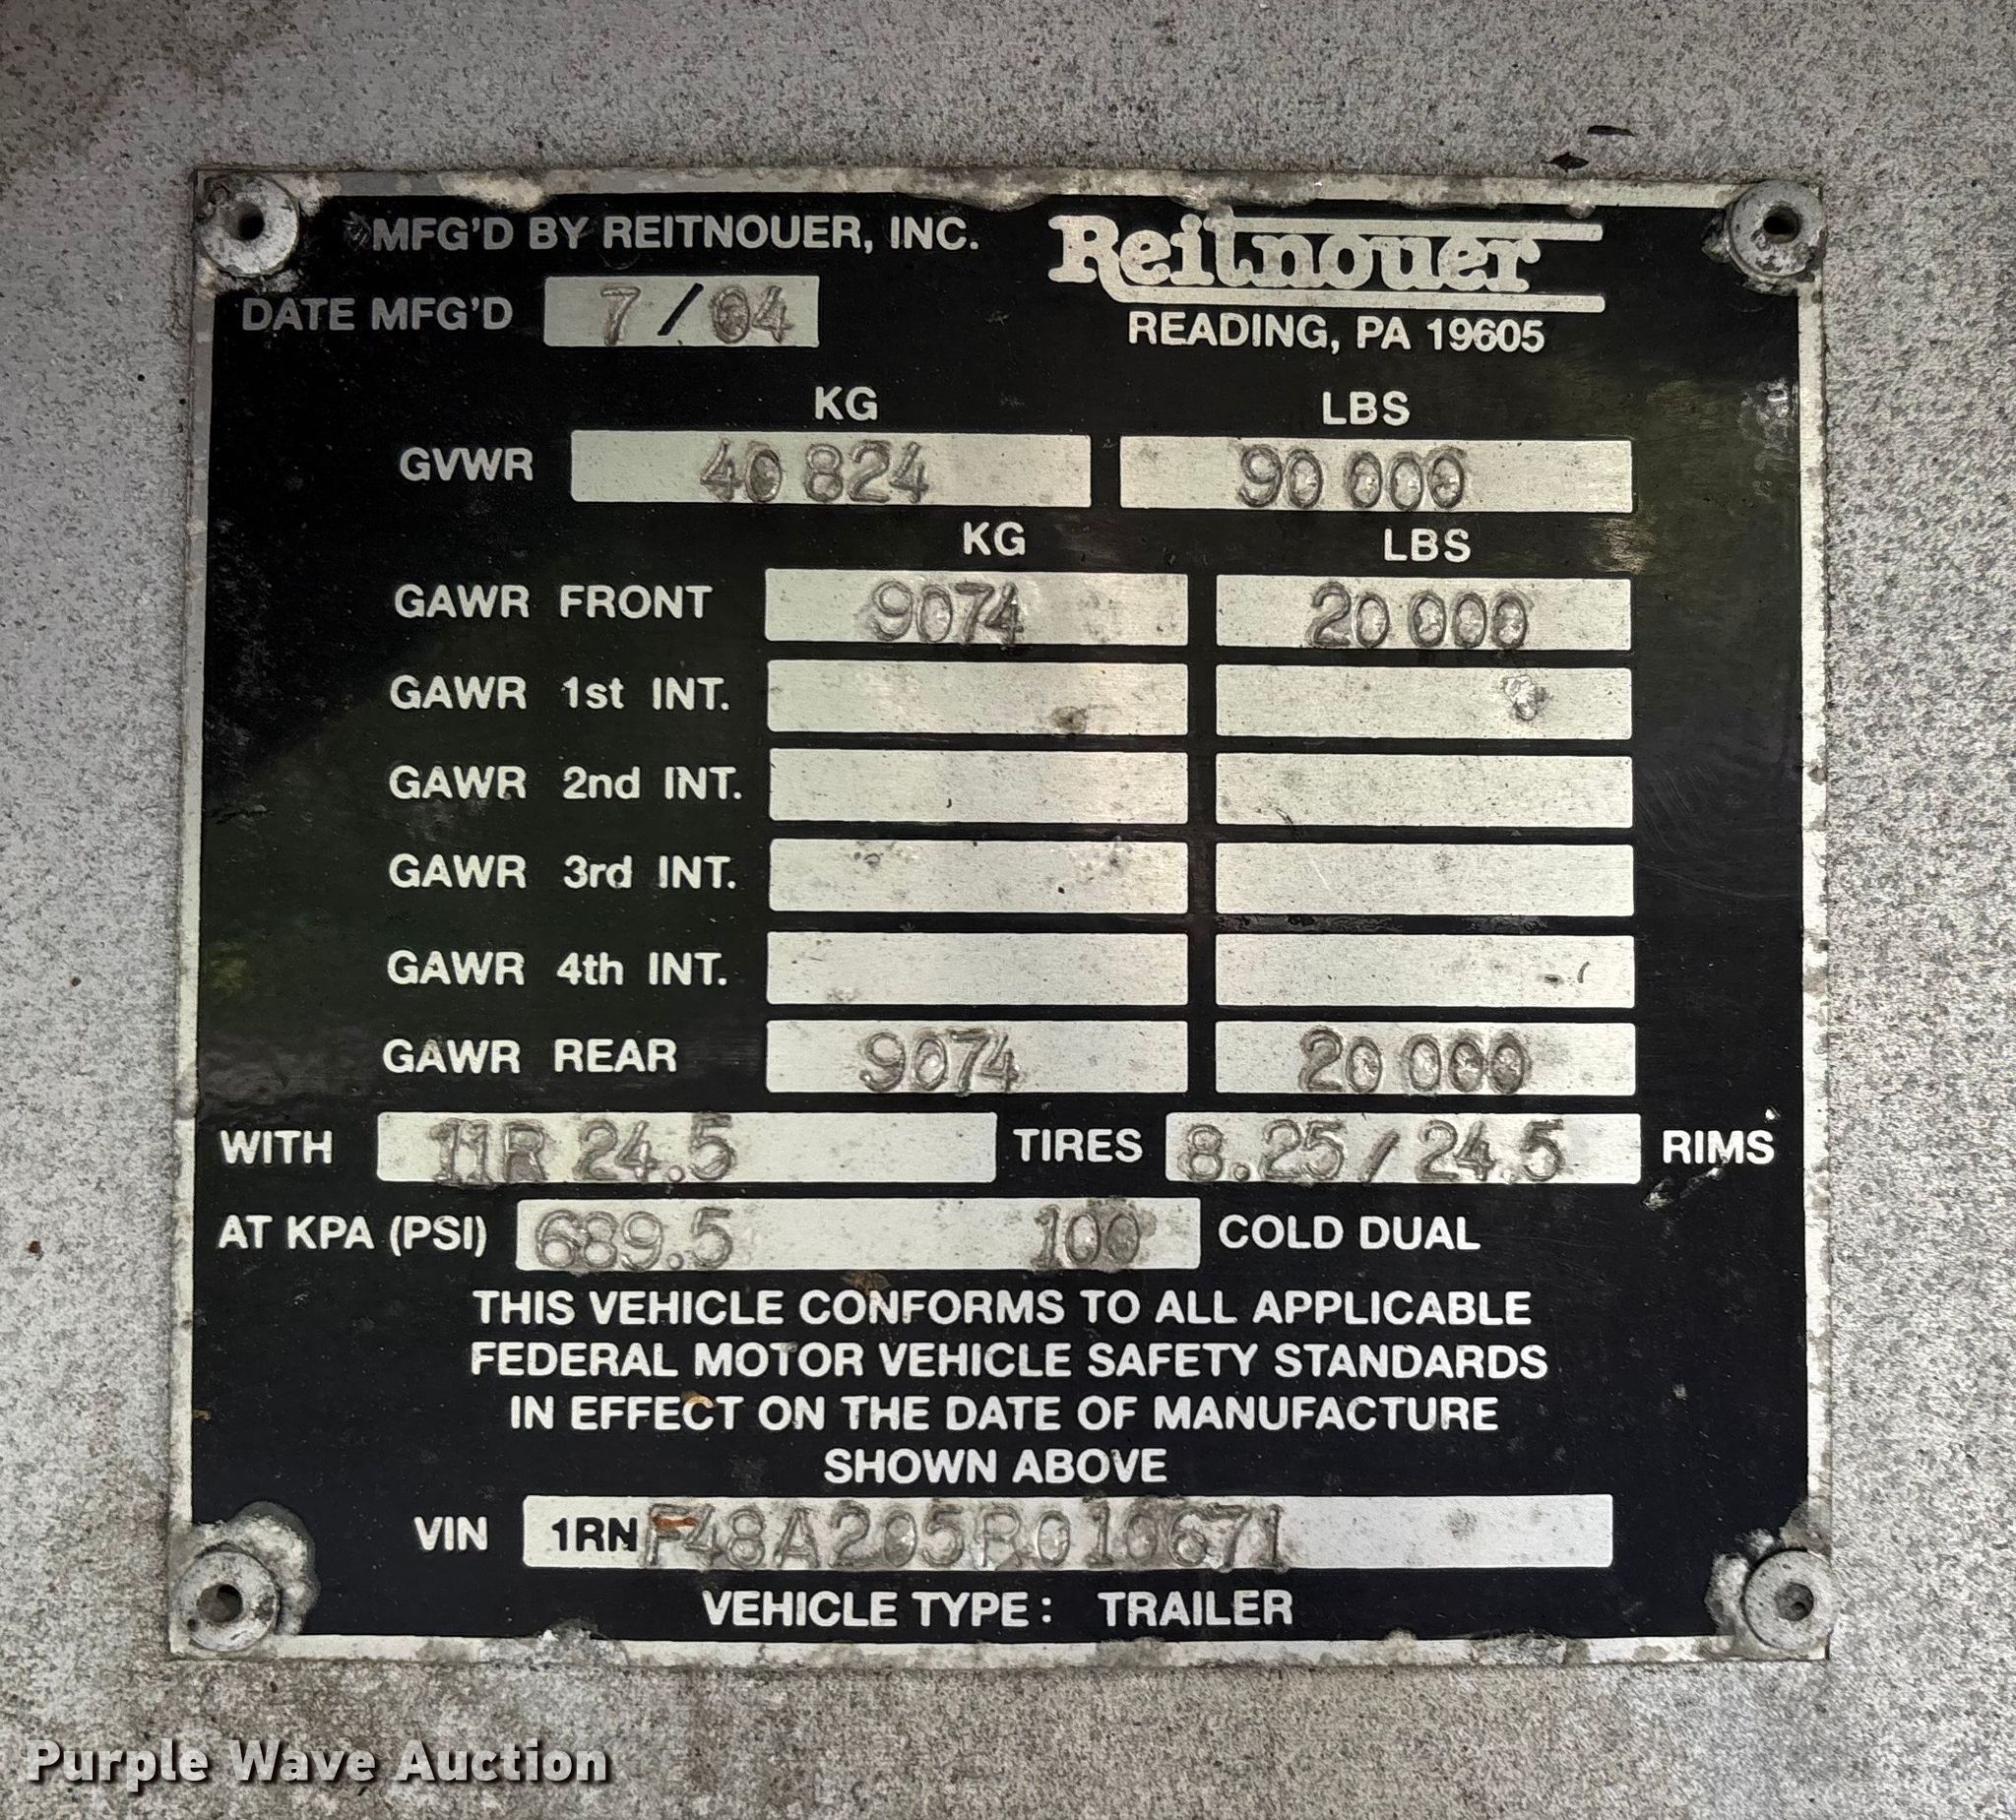 MFG'D BY REITNOUER, INC.
Reitnouer
DATE MFG'D 7/04
READING, PA 19605
KG LBS
GVWR 40 824 90 000
KG LBS
GAWR FRONT 9074 20 000
GAWR 1st INT.
GAWR 2nd INT.
GAWR 3rd INT.
GAWR 4th INT.
GAWR REAR 9074 20 000
WITH 11R 24.5 TIRES 8.25/24.5 RIMS
AT KPA (PSI) 689.5 100 COLD DUAL
THIS VEHICLE CONFORMS TO ALL APPLICABLE
FEDERAL MOTOR VEHICLE SAFETY STANDARDS
IN EFFECT ON THE DATE OF MANUFACTURE
SHOWN ABOVE
VIN 1RNF48A205R010671
VEHICLE TYPE: TRAILER
Purple Wave Auction